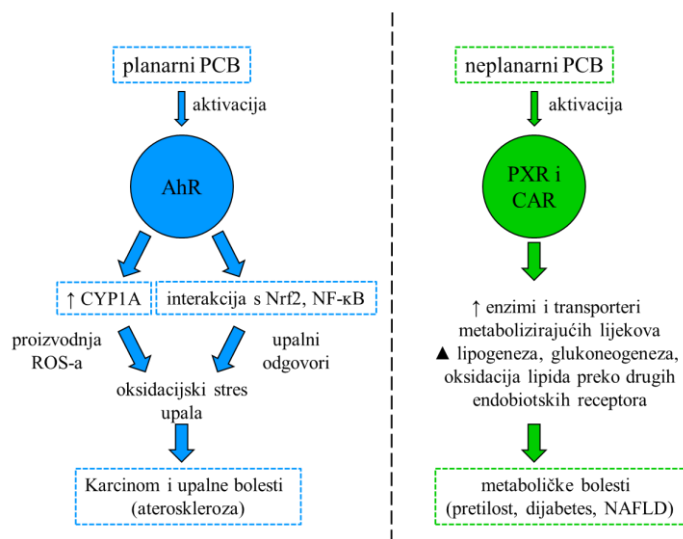 planarni PCB
aktivacija
AhR
↑ CYP1A
interakcija s Nrf2, NF-κB
proizvodnja
ROS-a
upalni
odgovori
oksidacijski stres
upala
Karcinom i upalne bolesti
(ateroskleroza)
neplanarni PCB
aktivacija
PXR i
CAR
↑ enzimi i transporteri
metabolizirajućih lijekova
▲ lipogeneza, glukoneogeneza,
oksidacija lipida preko drugih
endobiotskih receptora
metaboličke bolesti
(pretilost, dijabetes, NAFLD)